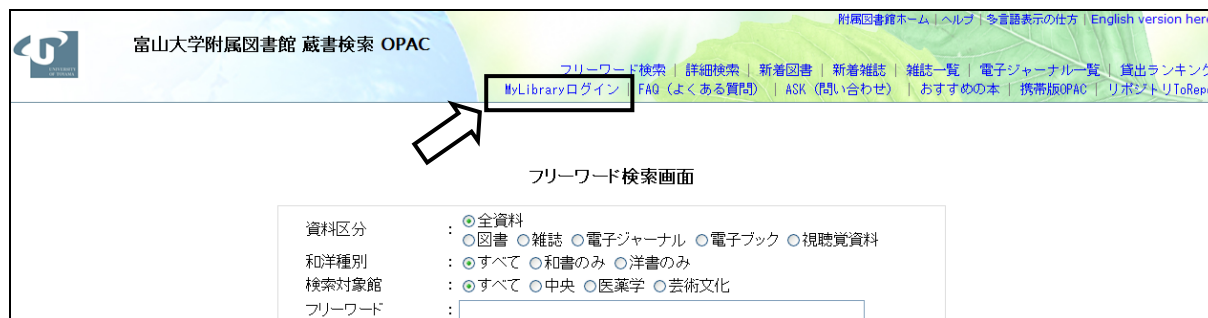 附属図書館ホーム | ヘルプ | 多言語表示の仕方 | English version here
富山大学附属図書館 蔵書検索 OPAC
フリーワード検索 | 詳細検索 | 新着図書 | 新着雑誌 | 雑誌一覧 | 電子ジャーナル一覧 | 貸出ランキング
MyLibraryログイン | FAQ（よくある質問） | ASK（問い合わせ） | おすすめの本 | 携帯版OPAC | リポジトリToRepo
フリーワード検索画面
資料区分 : 全資料
図書 雑誌 電子ジャーナル 電子ブック 視聴覚資料
和洋種別 : すべて 和書のみ 洋書のみ
検索対象館 : すべて 中央 医薬学 芸術文化
フリーワード :